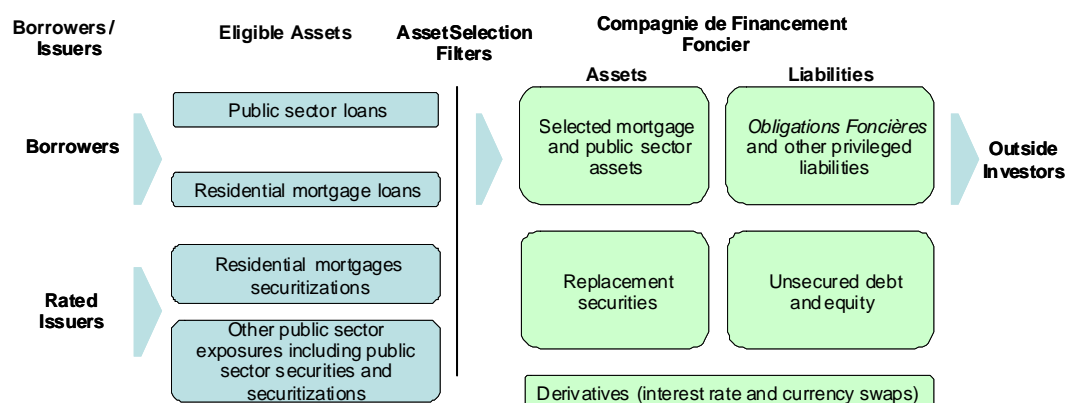 Borrowers /
Issuers
Eligible Assets
Asset Selection
Filters
Compagnie de Financement
Foncier
Assets
Liabilities
Public sector loans
Borrowers
Residential mortgage loans
Selected mortgage
and public sector
assets
Obligations Foncières
and other privileged
liabilities
Outside
Investors
Residential mortgages
securitizations
Rated
Issuers
Other public sector
exposures including public
sector securities and
securitizations
Replacement
securities
Unsecured debt
and equity
Derivatives (interest rate and currency swaps)